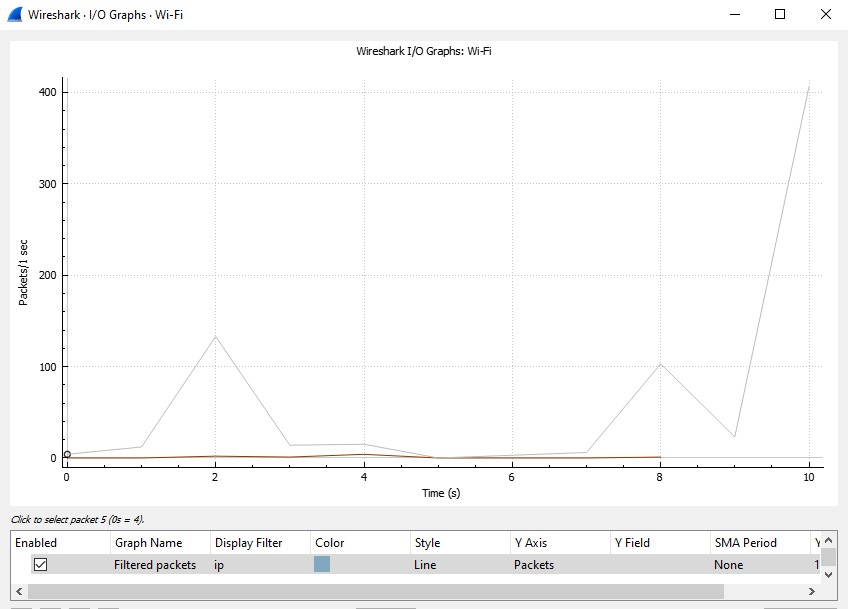 Wireshark · I/O Graphs · Wi-Fi
Wireshark I/O Graphs: Wi-Fi
400
300
200
100
0
Packets/1 sec
0 2 4 6 8 10
Time (s)
Click to select packet 5 (0s = 4).
Enabled Graph Name Display Filter Color Style Y Axis Y Field SMA Period Y
Filtered packets ip Line Packets None 1